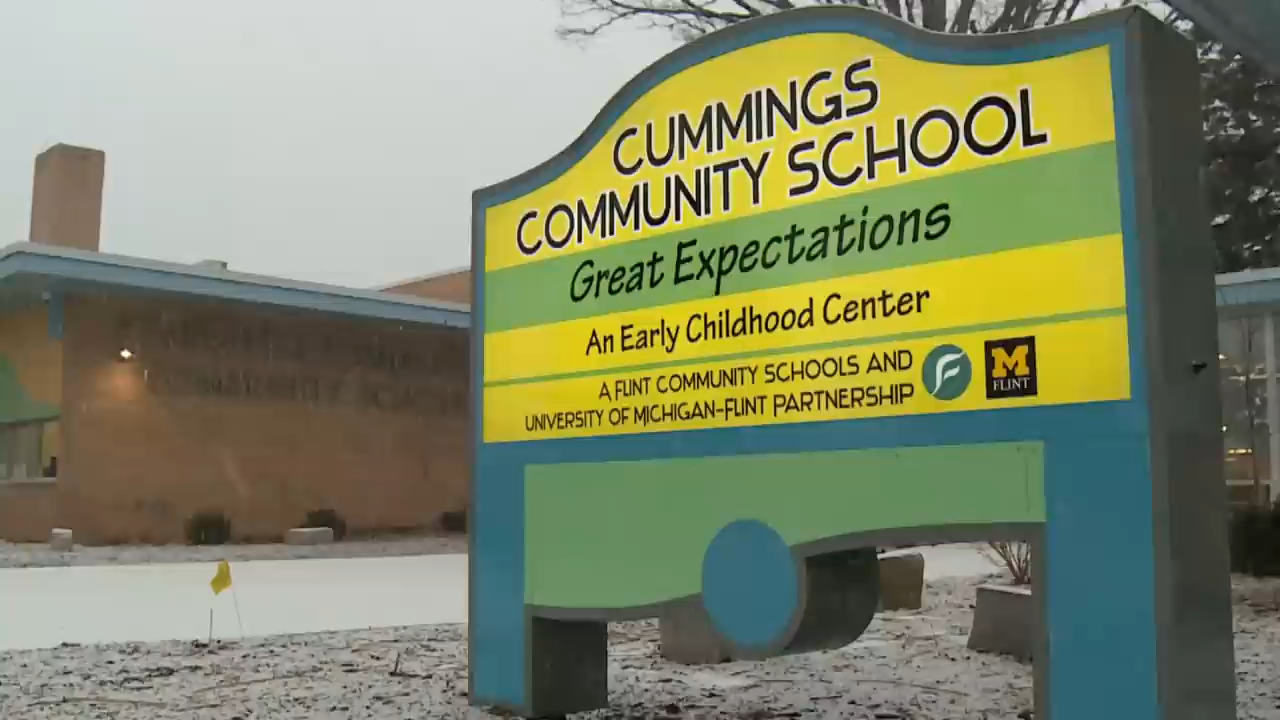 CUMMINGS
COMMUNITY SCHOOL
Great Expectations
An Early Childhood Center
A FLINT COMMUNITY SCHOOLS AND
UNIVERSITY OF MICHIGAN-FLINT PARTNERSHIP
F
M
FLINT